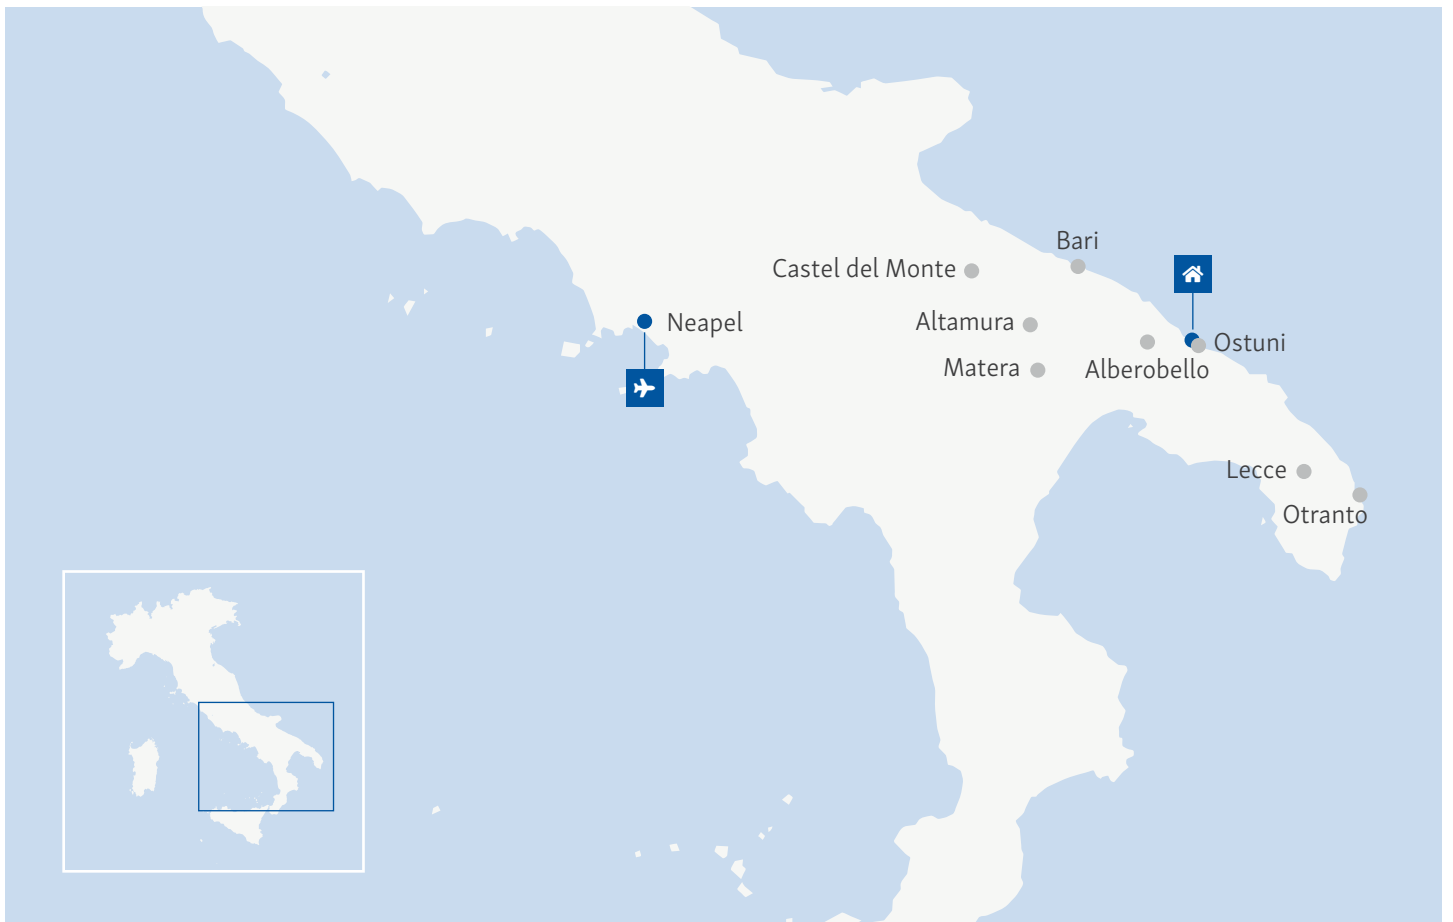 Bari
Castel del Monte
Neapel
Altamura
Ostuni
Matera
Alberobello
Lecce
Otranto